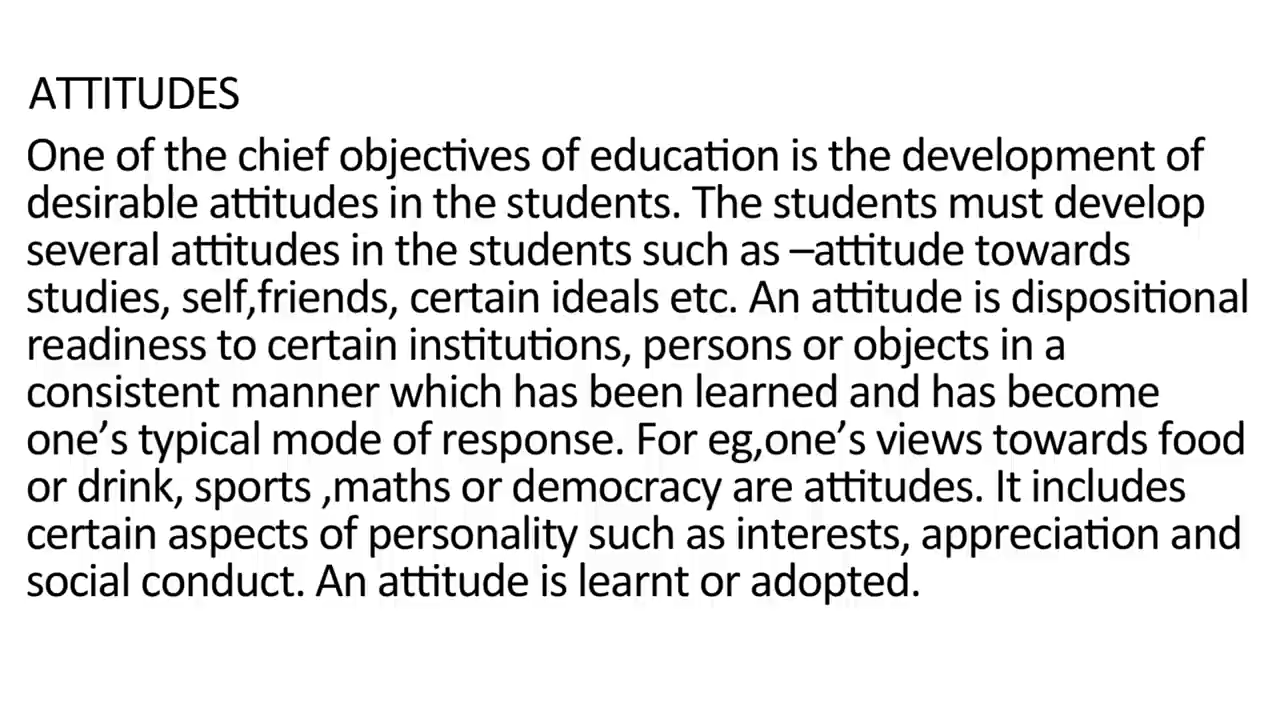 ATTITUDES
One of the chief objectives of education is the development of
desirable attitudes in the students. The students must develop
several attitudes in the students such as –attitude towards
studies, self,friends, certain ideals etc. An attitude is dispositional
readiness to certain institutions, persons or objects in a
consistent manner which has been learned and has become
one’s typical mode of response. For eg,one’s views towards food
or drink, sports ,maths or democracy are attitudes. It includes
certain aspects of personality such as interests, appreciation and
social conduct. An attitude is learnt or adopted.